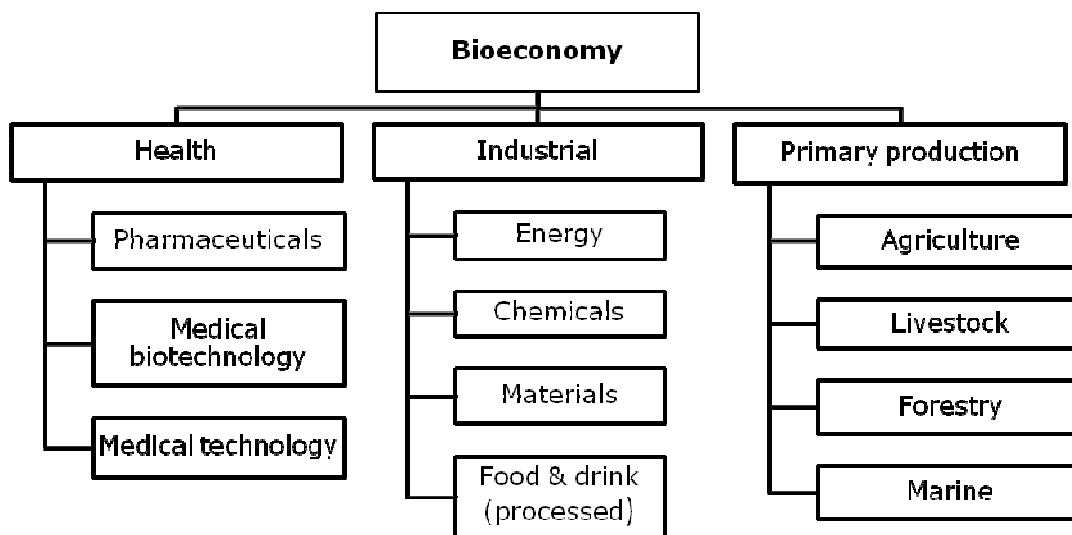 Bioeconomy
Health
Pharmaceuticals
Medical
biotechnology
Medical technology
Industrial
Energy
Chemicals
Materials
Food & drink
(processed)
Primary production
Agriculture
Livestock
Forestry
Marine